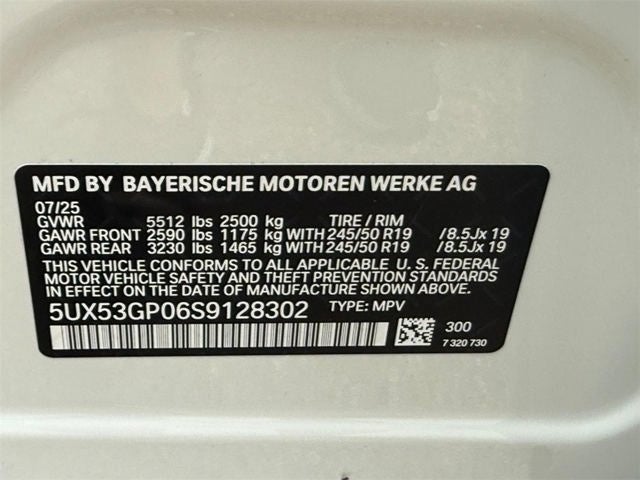 MFD BY BAYERISCHE MOTOREN WERKE AG
07/25
GVWR 5512 lbs 2500 kg TIRE / RIM
GAWR FRONT 2590 lbs 1175 kg WITH 245/50 R19 /8.5Jx 19
GAWR REAR 3230 lbs 1465 kg WITH 245/50 R19 /8.5Jx 19
THIS VEHICLE CONFORMS TO ALL APPLICABLE U. S. FEDERAL
MOTOR VEHICLE SAFETY AND THEFT PREVENTION STANDARDS
IN EFFECT ON THE DATE OF MANUFACTURE SHOWN ABOVE.
5UX53GP06S9128302 TYPE: MPV
300
7 320 730